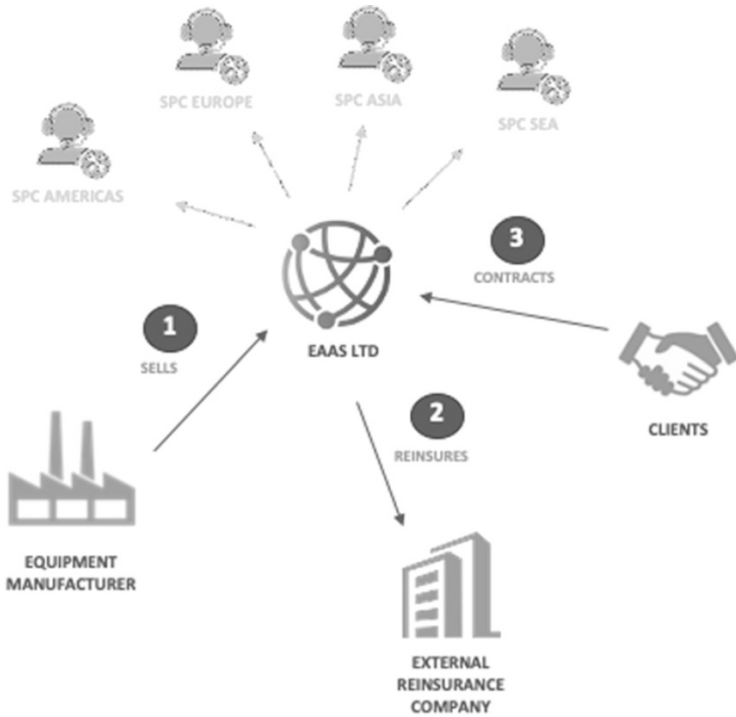 SPC EUROPE
SPC ASIA
SPC SEA
SPC AMERICAS
3
CONTRACTS
1
SELLS
EAAS LTD
2
REINSURES
CLIENTS
EQUIPMENT
MANUFACTURER
EXTERNAL
REINSURANCE
COMPANY